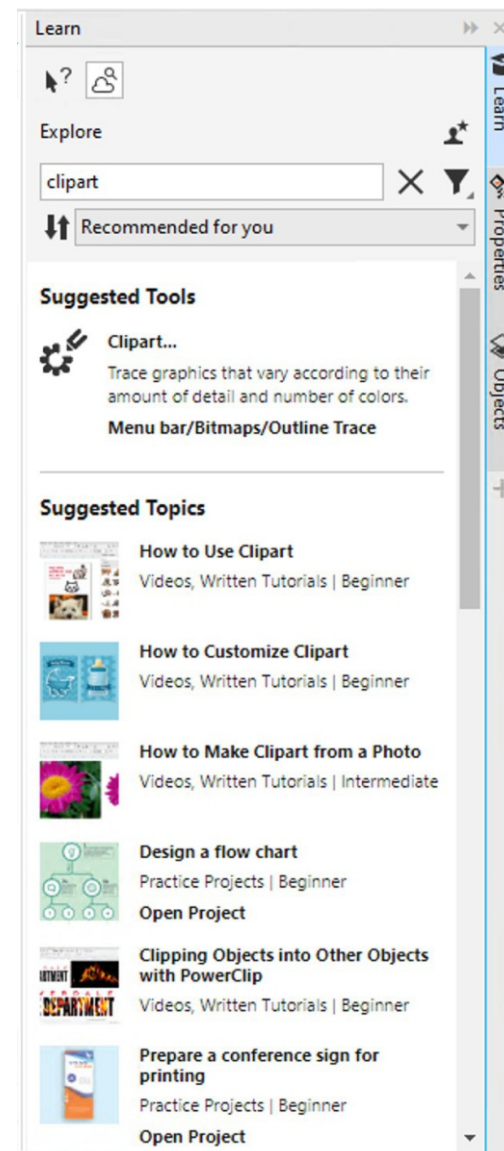 Learn
?
Explore
clipart
Recommended for you
Suggested Tools
Clipart...
Trace graphics that vary according to their
amount of detail and number of colors.
Menu bar/Bitmaps/Outline Trace
Suggested Topics
How to Use Clipart
Videos, Written Tutorials | Beginner
How to Customize Clipart
Videos, Written Tutorials | Beginner
How to Make Clipart from a Photo
Videos, Written Tutorials | Intermediate
Design a flow chart
Practice Projects | Beginner
Open Project
Clipping Objects into Other Objects
with PowerClip
Videos, Written Tutorials | Beginner
Prepare a conference sign for
printing
Practice Projects | Beginner
Open Project
Learn
Properties
Objects